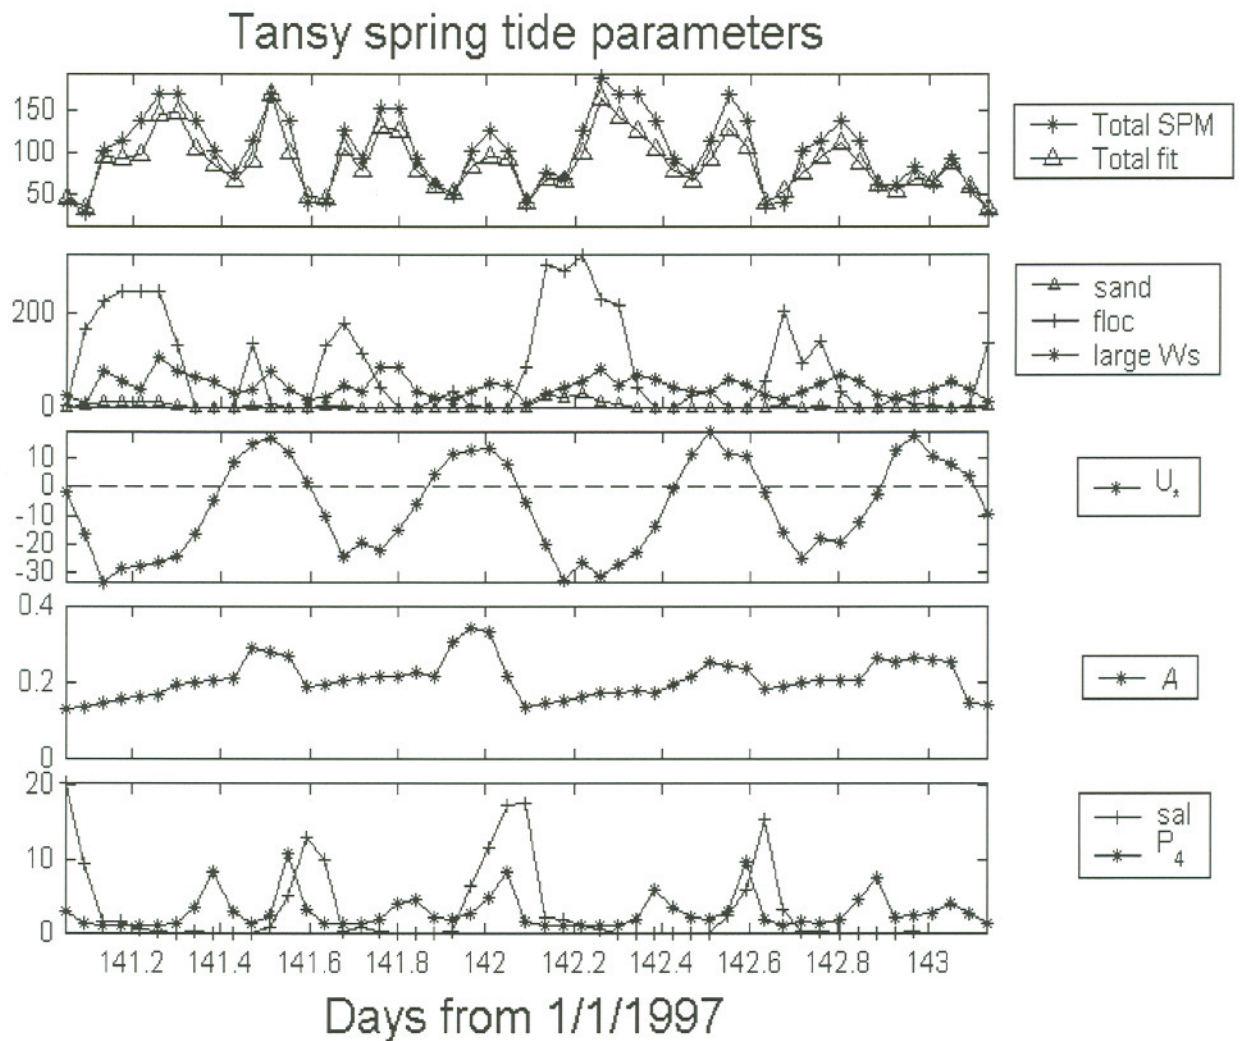 Tansy spring tide parameters
150
100
50
Total SPM
Total fit
200
0
sand
floc
large Ws
10
0
-10
-20
-30
U*
0.4
0.2
0
A
20
10
0
sal
P4
141.2 141.4 141.6 141.8 142 142.2 142.4 142.6 142.8 143
Days from 1/1/1997